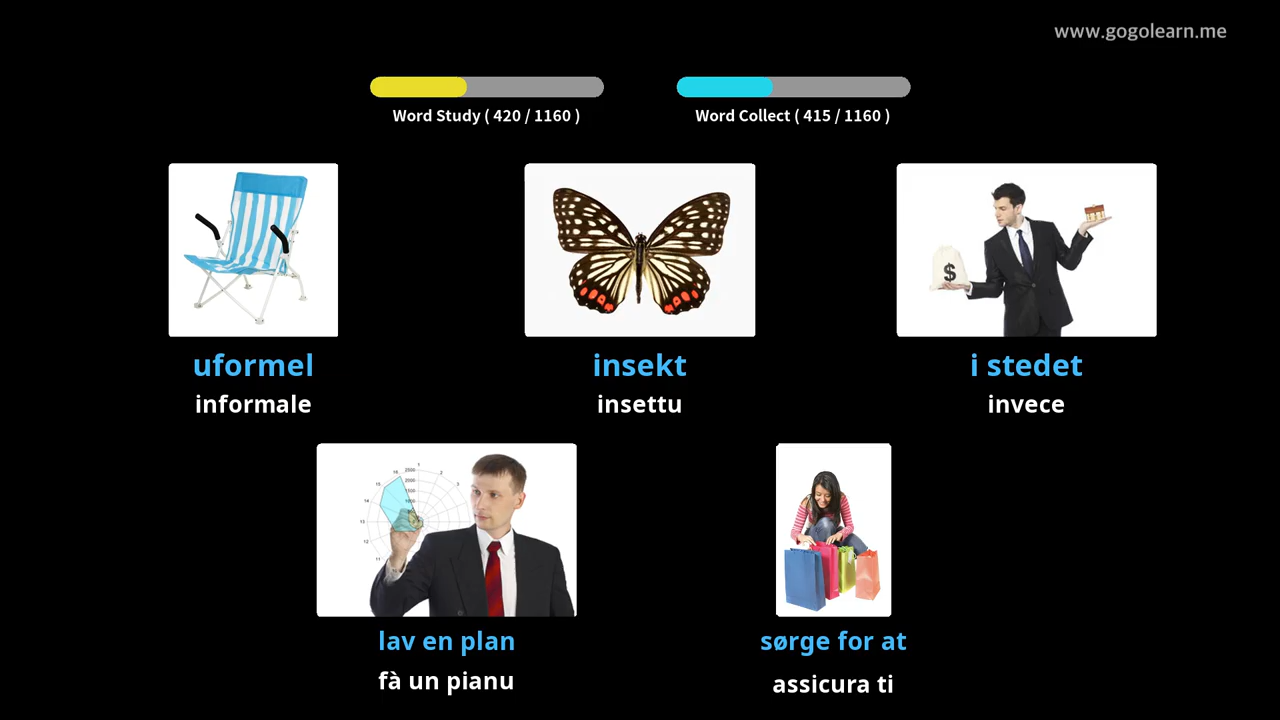 www.gogolearn.me
Word Study ( 420 / 1160 )
Word Collect ( 415 / 1160 )
$
uformel
insekt
i stedet
informale
insettu
invece
lav en plan
sørge for at
fà un pianu
assicura ti